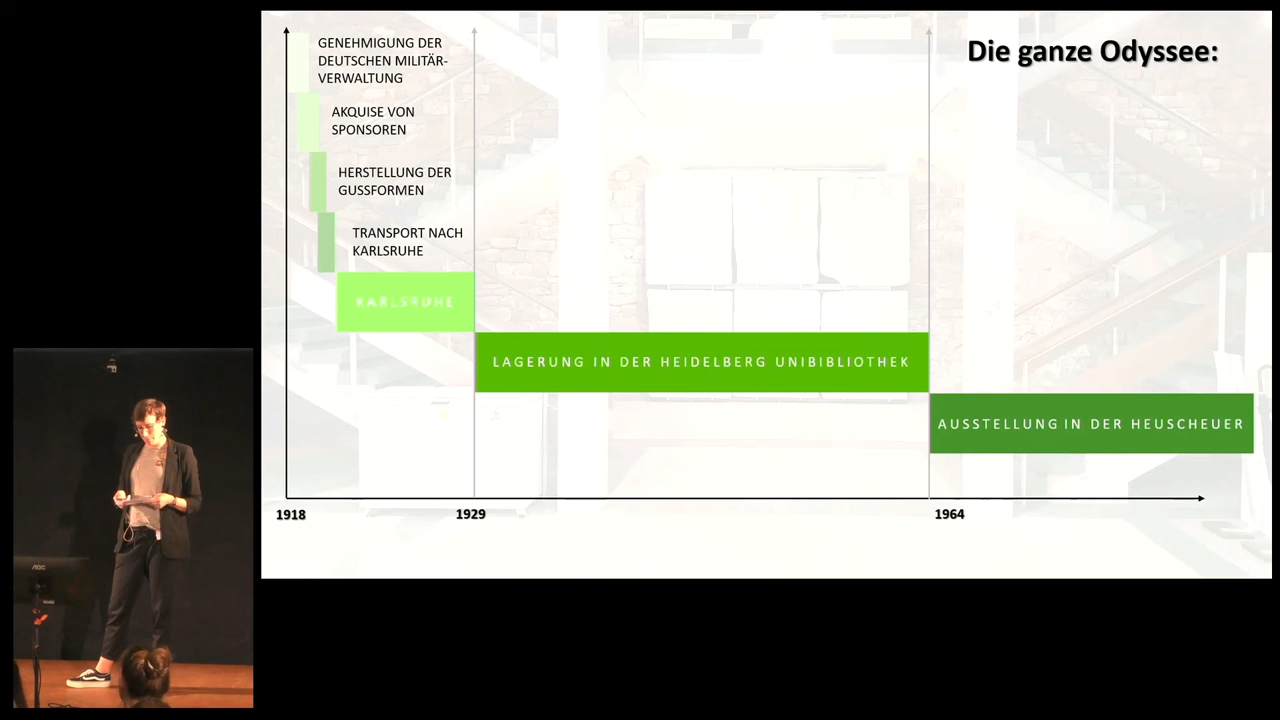 Die ganze Odyssee:
GENEHMIGUNG DER
DEUTSCHEN MILITÄR-
VERWALTUNG
AKQUISE VON
SPONSOREN
HERSTELLUNG DER
GUSSFORMEN
TRANSPORT NACH
KARLSRUHE
KARLSRUHE
LAGERUNG IN DER HEIDELBERG UNIBIBLIOTHEK
AUSSTELLUNG IN DER HEUSCHEUER
1918
1929
1964
AOC